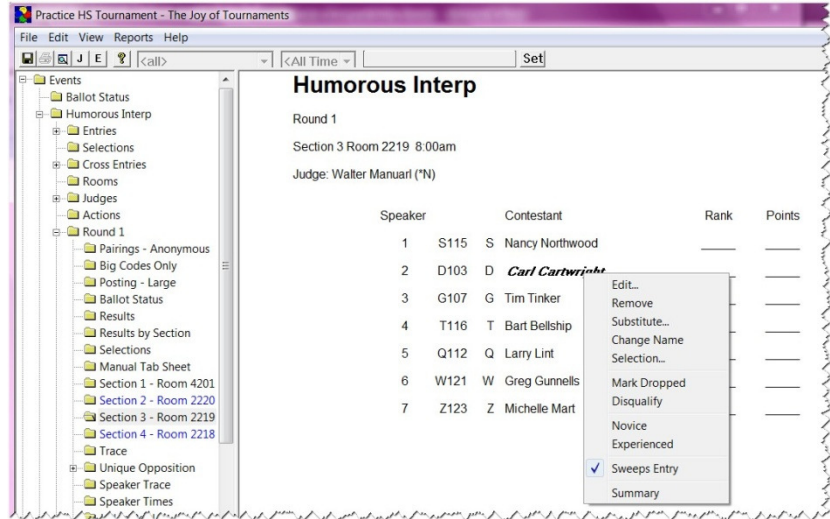 Practice HS Tournament - The Joy of Tournaments
File Edit View Reports Help
J E ? <all> <All Time Set
Events
Ballot Status
Humorous Interp
Entries
Selections
Cross Entries
Rooms
Judges
Actions
Round 1
Pairings - Anonymous
Big Codes Only
Posting - Large
Ballot Status
Results
Results by Section
Selections
Manual Tab Sheet
Section 1 - Room 4201
Section 2 - Room 2220
Section 3 - Room 2219
Section 4 - Room 2218
Trace
Unique Opposition
Speaker Trace
Speaker Times
Humorous Interp
Round 1
Section 3 Room 2219 8:00am
Judge: Walter Manuarl (*N)
Speaker Contestant Rank Points
1 S115 S Nancy Northwood
2 D103 D Carl Cartwright
3 G107 G Tim Tinker
4 T116 T Bart Bellship
5 Q112 Q Larry Lint
6 W121 W Greg Gunnells
7 Z123 Z Michelle Mart
Edit...
Remove
Substitute...
Change Name
Selection...
Mark Dropped
Disqualify
Novice
Experienced
Sweeps Entry
Summary